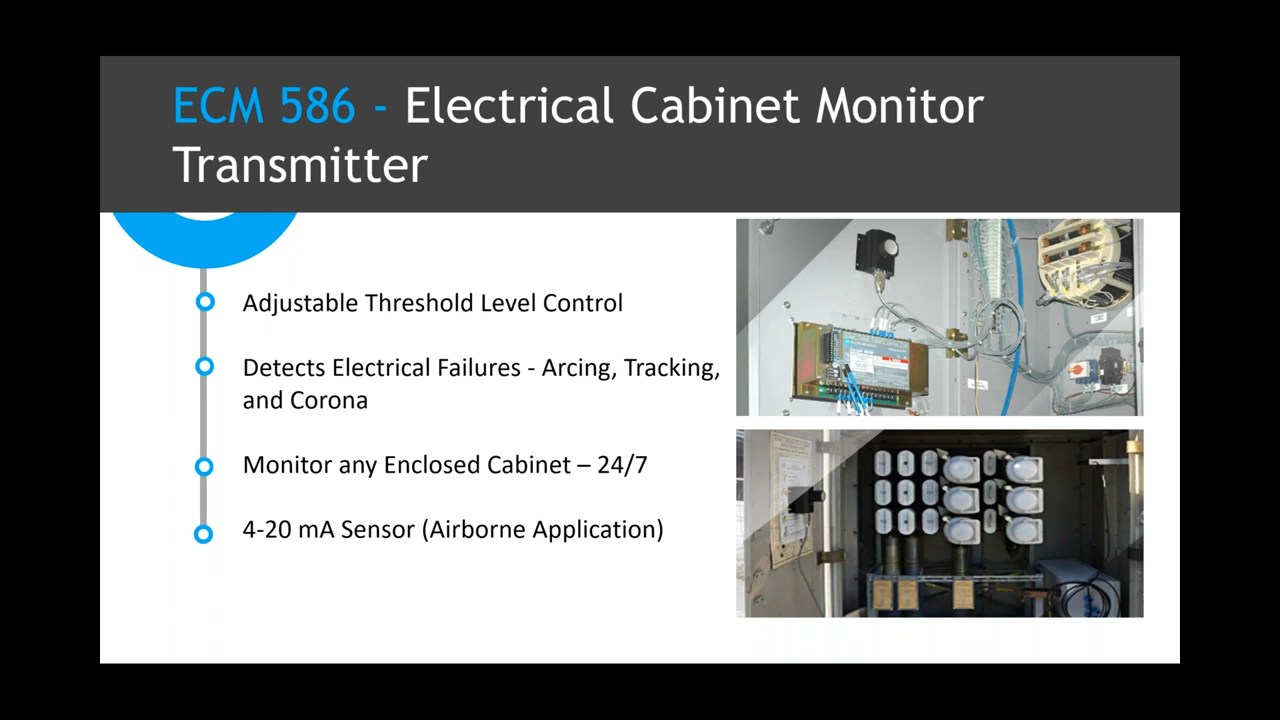 ECM 586 - Electrical Cabinet Monitor
Transmitter
Adjustable Threshold Level Control
Detects Electrical Failures - Arcing, Tracking,
and Corona
Monitor any Enclosed Cabinet – 24/7
4-20 mA Sensor (Airborne Application)